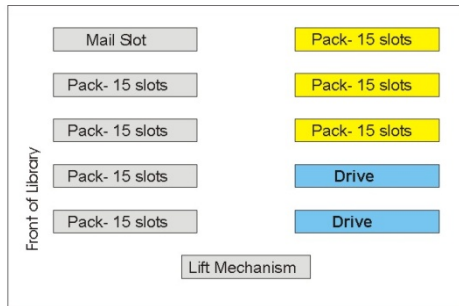 Mail Slot
Pack- 15 slots
Pack- 15 slots
Pack- 15 slots
Pack- 15 slots
Pack- 15 slots
Pack- 15 slots
Pack- 15 slots
Drive
Drive
Lift Mechanism
Front of Library